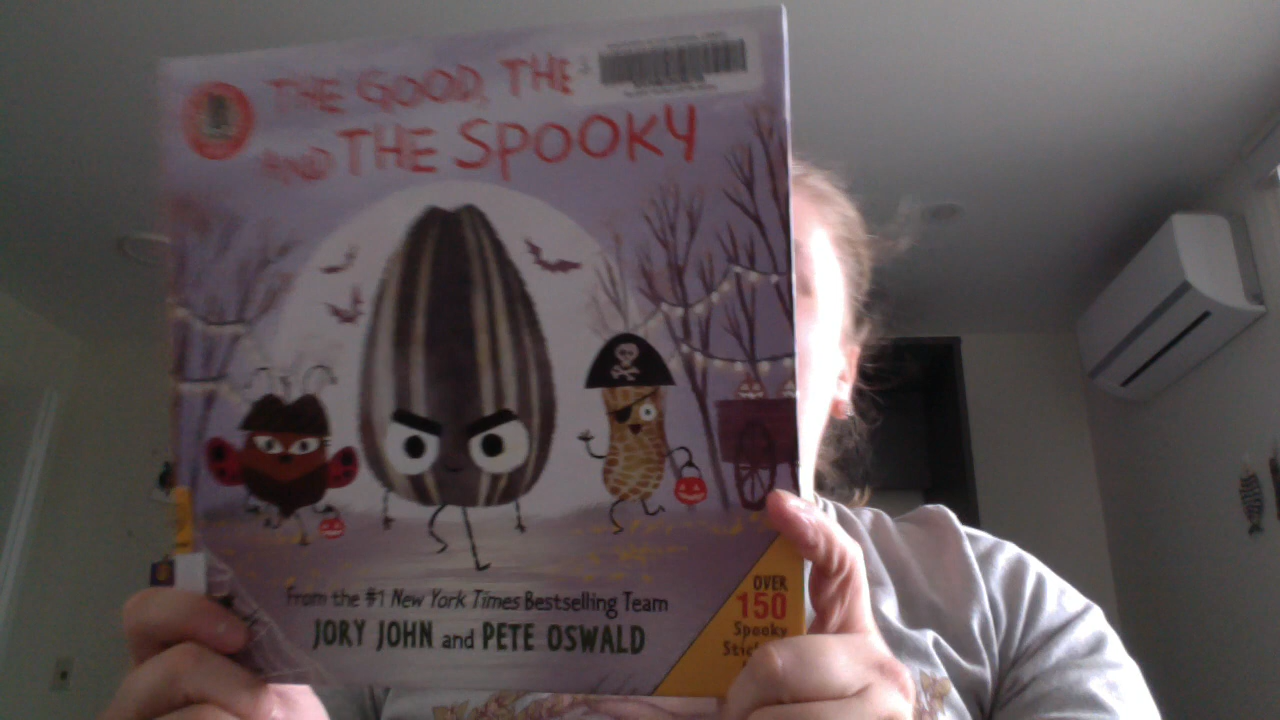 THE GOOD, THE
AND THE SPOOKY
From the #1 New York Times Bestselling Team
JORY JOHN and PETE OSWALD
OVER
150
Spooky